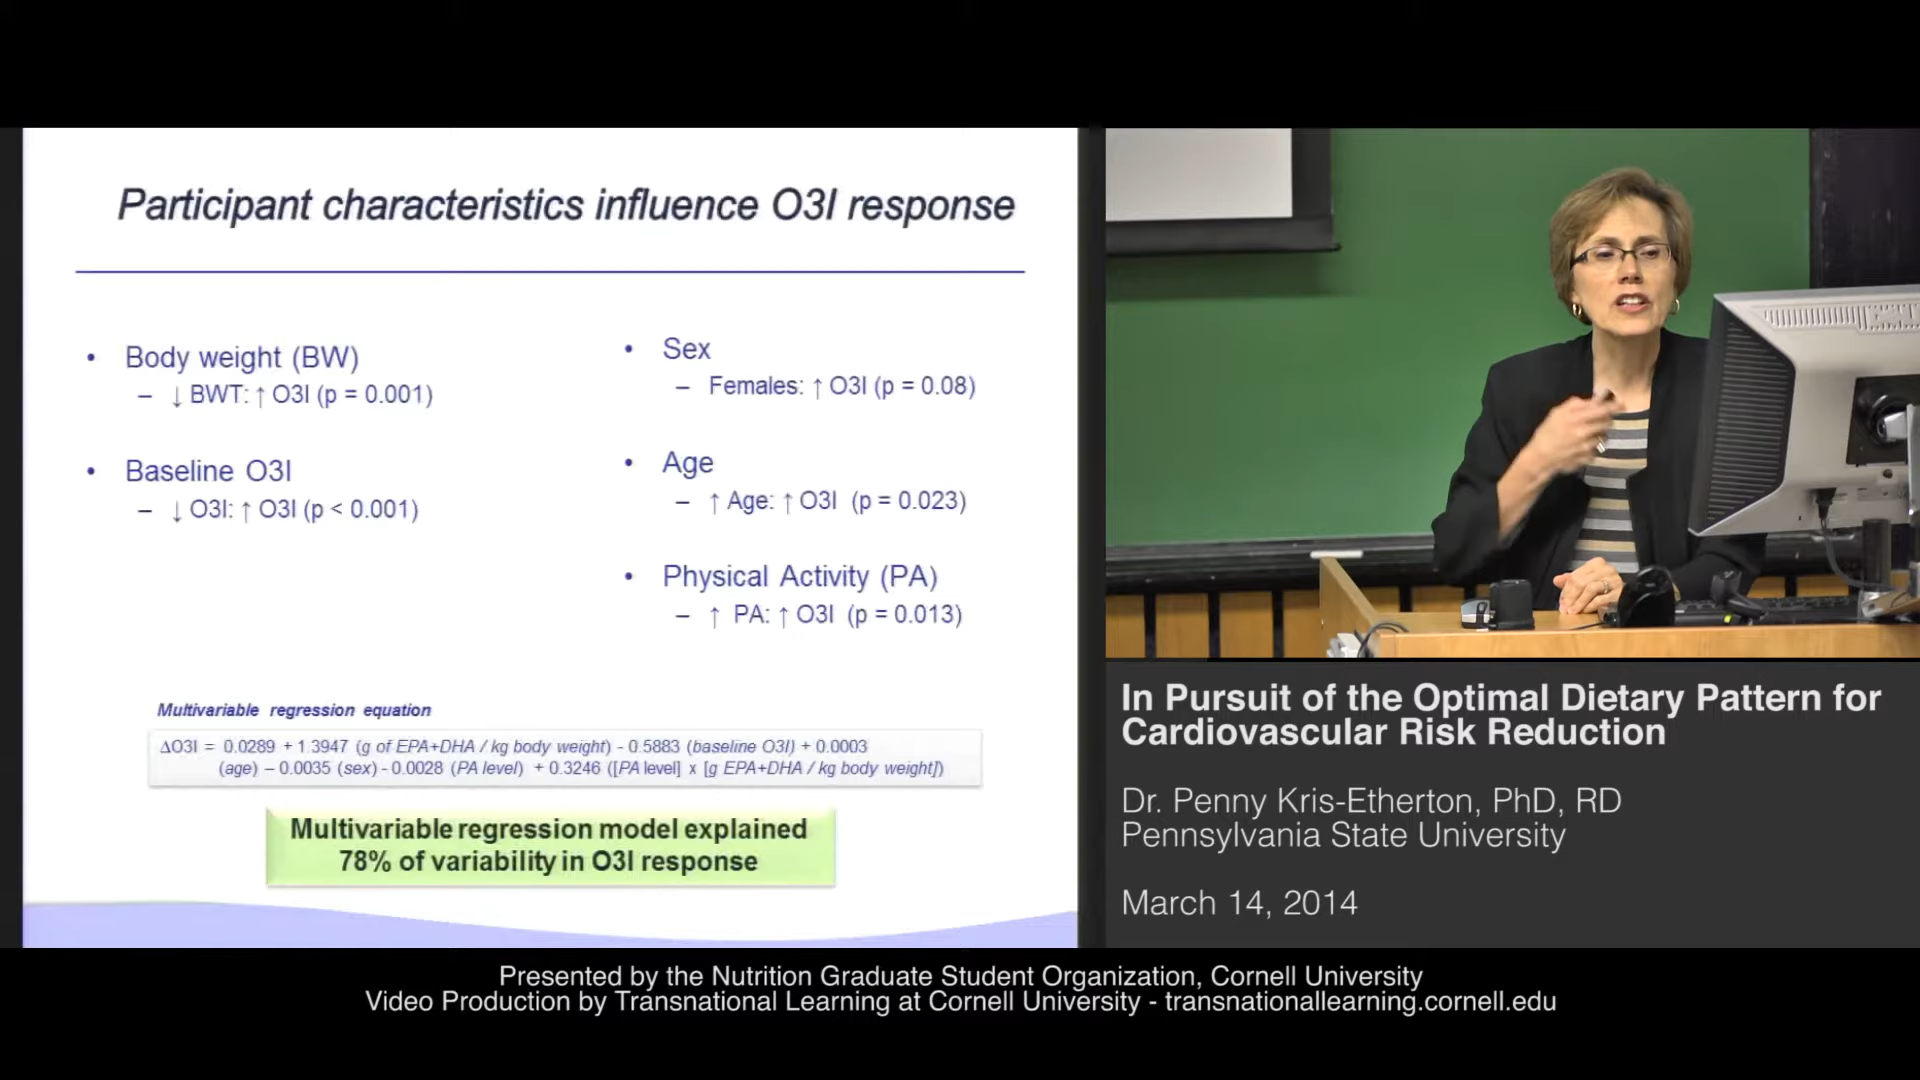 Participant characteristics influence O3I response
• Body weight (BW)
– ↓ BWT: ↑ O3I (p = 0.001)
• Baseline O3I
– ↓ O3I: ↑ O3I (p < 0.001)
• Sex
– Females: ↑ O3I (p = 0.08)
• Age
– ↑ Age: ↑ O3I (p = 0.023)
• Physical Activity (PA)
– ↑ PA: ↑ O3I (p = 0.013)
Multivariable regression equation
ΔO3I = 0.0289 + 1.3947 (g of EPA+DHA / kg body weight) - 0.5883 (baseline O3I) + 0.0003
(age) – 0.0035 (sex) - 0.0028 (PA level) + 0.3246 ([PA level] x [g EPA+DHA / kg body weight])
Multivariable regression model explained
78% of variability in O3I response
In Pursuit of the Optimal Dietary Pattern for
Cardiovascular Risk Reduction
Dr. Penny Kris-Etherton, PhD, RD
Pennsylvania State University
March 14, 2014
Presented by the Nutrition Graduate Student Organization, Cornell University
Video Production by Transnational Learning at Cornell University - transnationallearning.cornell.edu